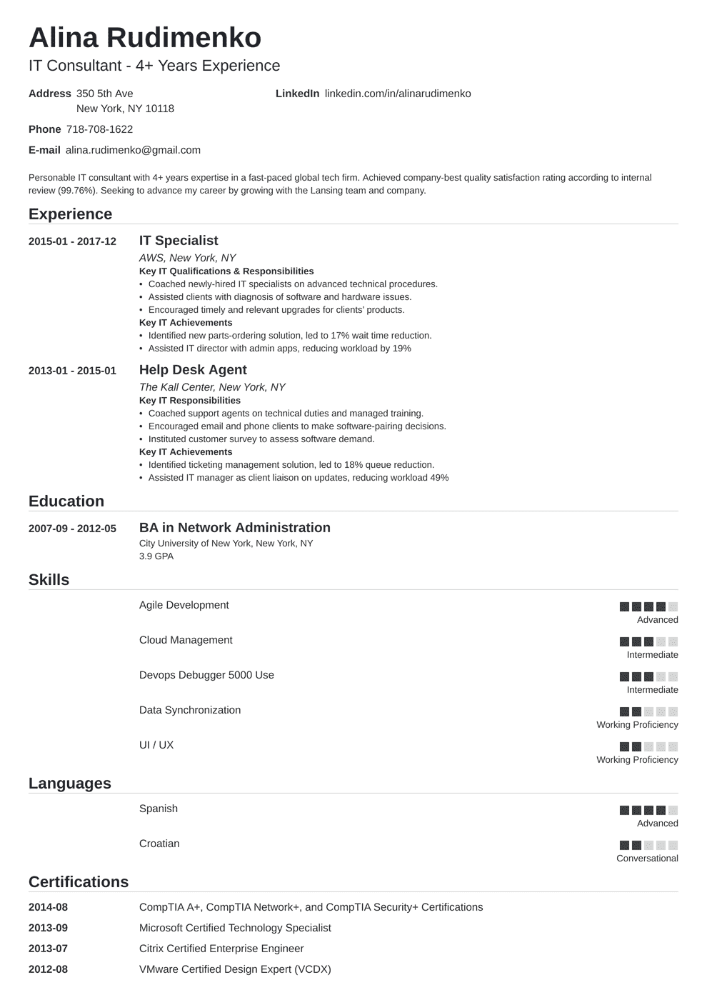 Alina Rudimenko
IT Consultant - 4+ Years Experience
Address 350 5th Ave
New York, NY 10118
LinkedIn linkedin.com/in/alinarudimenko
Phone 718-708-1622
E-mail alina.rudimenko@gmail.com
Personable IT consultant with 4+ years expertise in a fast-paced global tech firm. Achieved company-best quality satisfaction rating according to internal
review (99.76%). Seeking to advance my career by growing with the Lansing team and company.
Experience
2015-01 - 2017-12 IT Specialist
AWS, New York, NY
Key IT Qualifications & Responsibilities
• Coached newly-hired IT specialists on advanced technical procedures.
• Assisted clients with diagnosis of software and hardware issues.
• Encouraged timely and relevant upgrades for clients' products.
Key IT Achievements
• Identified new parts-ordering solution, led to 17% wait time reduction.
• Assisted IT director with admin apps, reducing workload by 19%
2013-01 - 2015-01 Help Desk Agent
The Kall Center, New York, NY
Key IT Responsibilities
• Coached support agents on technical duties and managed training.
• Encouraged email and phone clients to make software-pairing decisions.
• Instituted customer survey to assess software demand.
Key IT Achievements
• Identified ticketing management solution, led to 18% queue reduction.
• Assisted IT manager as client liaison on updates, reducing workload 49%
Education
2007-09 - 2012-05 BA in Network Administration
City University of New York, New York, NY
3.9 GPA
Skills
Agile Development
Advanced
Cloud Management
Intermediate
Devops Debugger 5000 Use
Intermediate
Data Synchronization
Working Proficiency
UI / UX
Working Proficiency
Languages
Spanish
Advanced
Croatian
Conversational
Certifications
2014-08 CompTIA A+, CompTIA Network+, and CompTIA Security+ Certifications
2013-09 Microsoft Certified Technology Specialist
2013-07 Citrix Certified Enterprise Engineer
2012-08 VMware Certified Design Expert (VCDX)